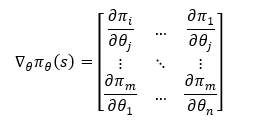 ∇θπθ(s) = [ ∂πi/∂θj … ∂π1/∂θj
⋮ ⋱ ⋮
∂πm/∂θ1 … ∂πm/∂θn ]